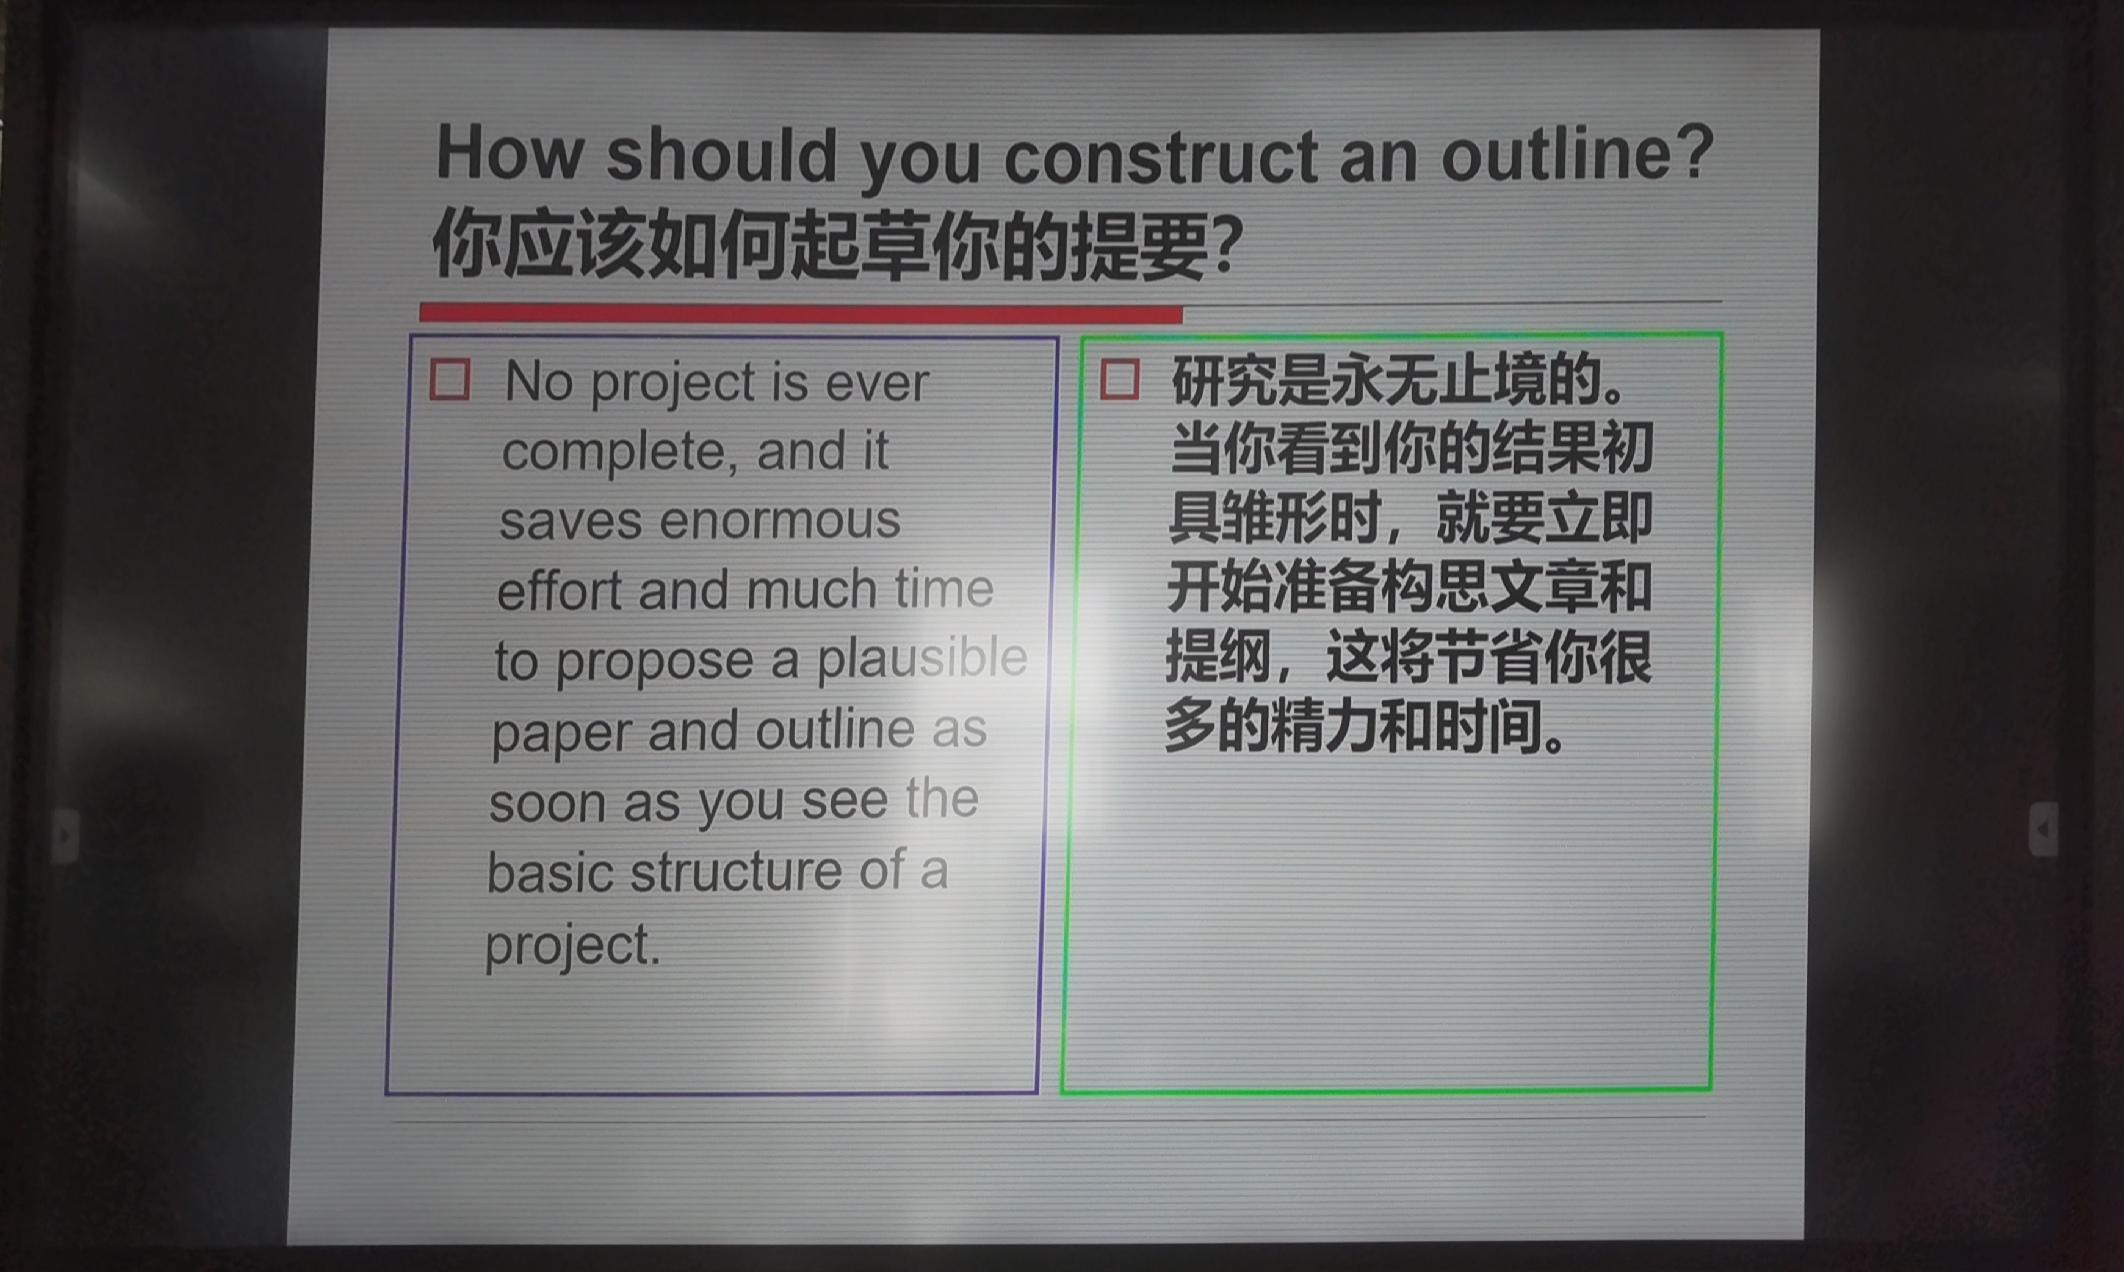 How should you construct an outline?
你应该如何起草你的提要?
No project is ever
complete, and it
saves enormous
effort and much time
to propose a plausible
paper and outline as
soon as you see the
basic structure of a
project.
研究是永无止境的。
当你看到你的结果初
具雏形时，就要立即
开始准备构思文章和
提纲，这将节省你很
多的精力和时间。